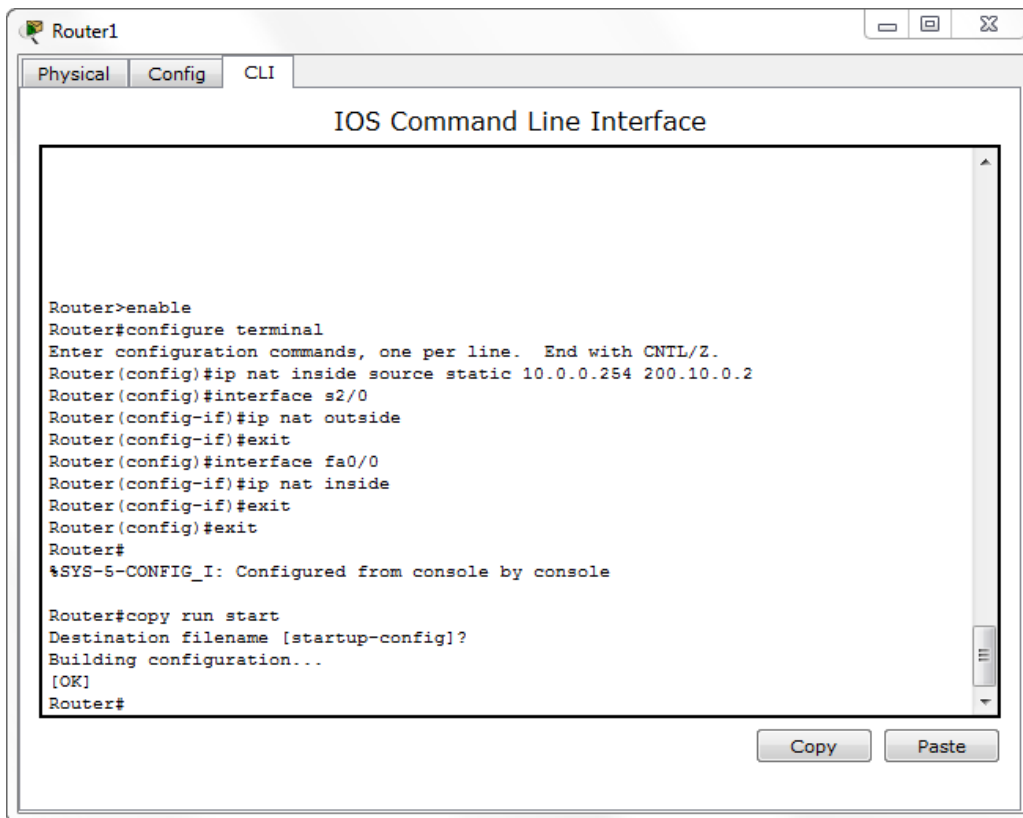 Router1
Physical Config CLI
IOS Command Line Interface
Router>enable
Router#configure terminal
Enter configuration commands, one per line.  End with CNTL/Z.
Router(config)#ip nat inside source static 10.0.0.254 200.10.0.2
Router(config)#interface s2/0
Router(config-if)#ip nat outside
Router(config-if)#exit
Router(config)#interface fa0/0
Router(config-if)#ip nat inside
Router(config-if)#exit
Router(config)#exit
Router#
%SYS-5-CONFIG_I: Configured from console by console
Router#copy run start
Destination filename [startup-config]?
Building configuration...
[OK]
Router#
Copy Paste